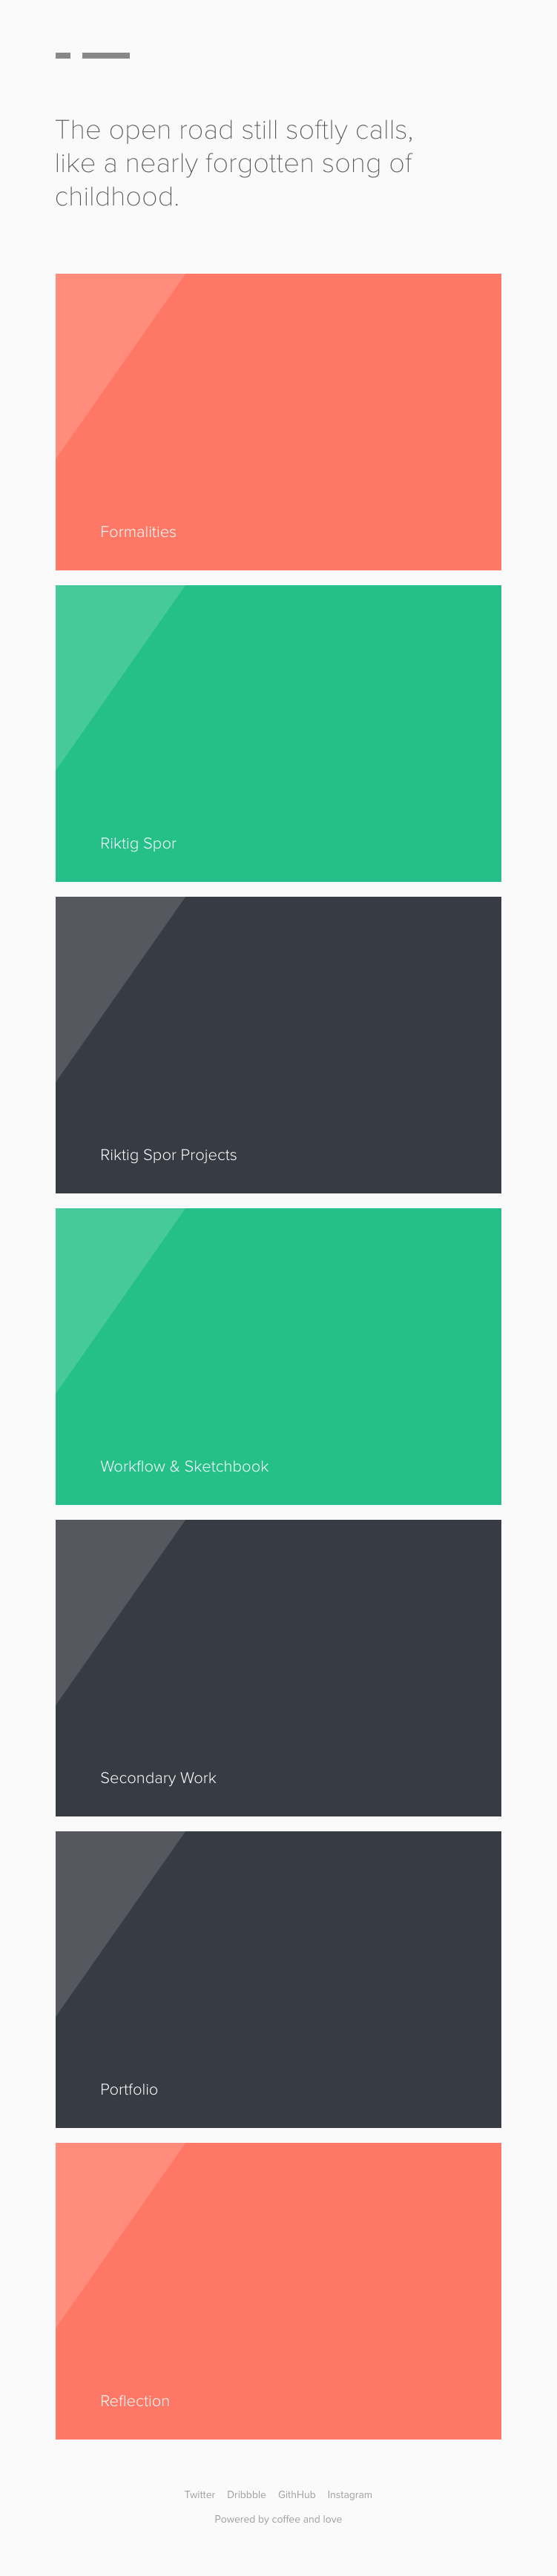 The open road still softly calls,
like a nearly forgotten song of
childhood.
Formalities
Riktig Spor
Riktig Spor Projects
Workflow & Sketchbook
Secondary Work
Portfolio
Reflection
Twitter Dribbble GithHub Instagram
Powered by coffee and love